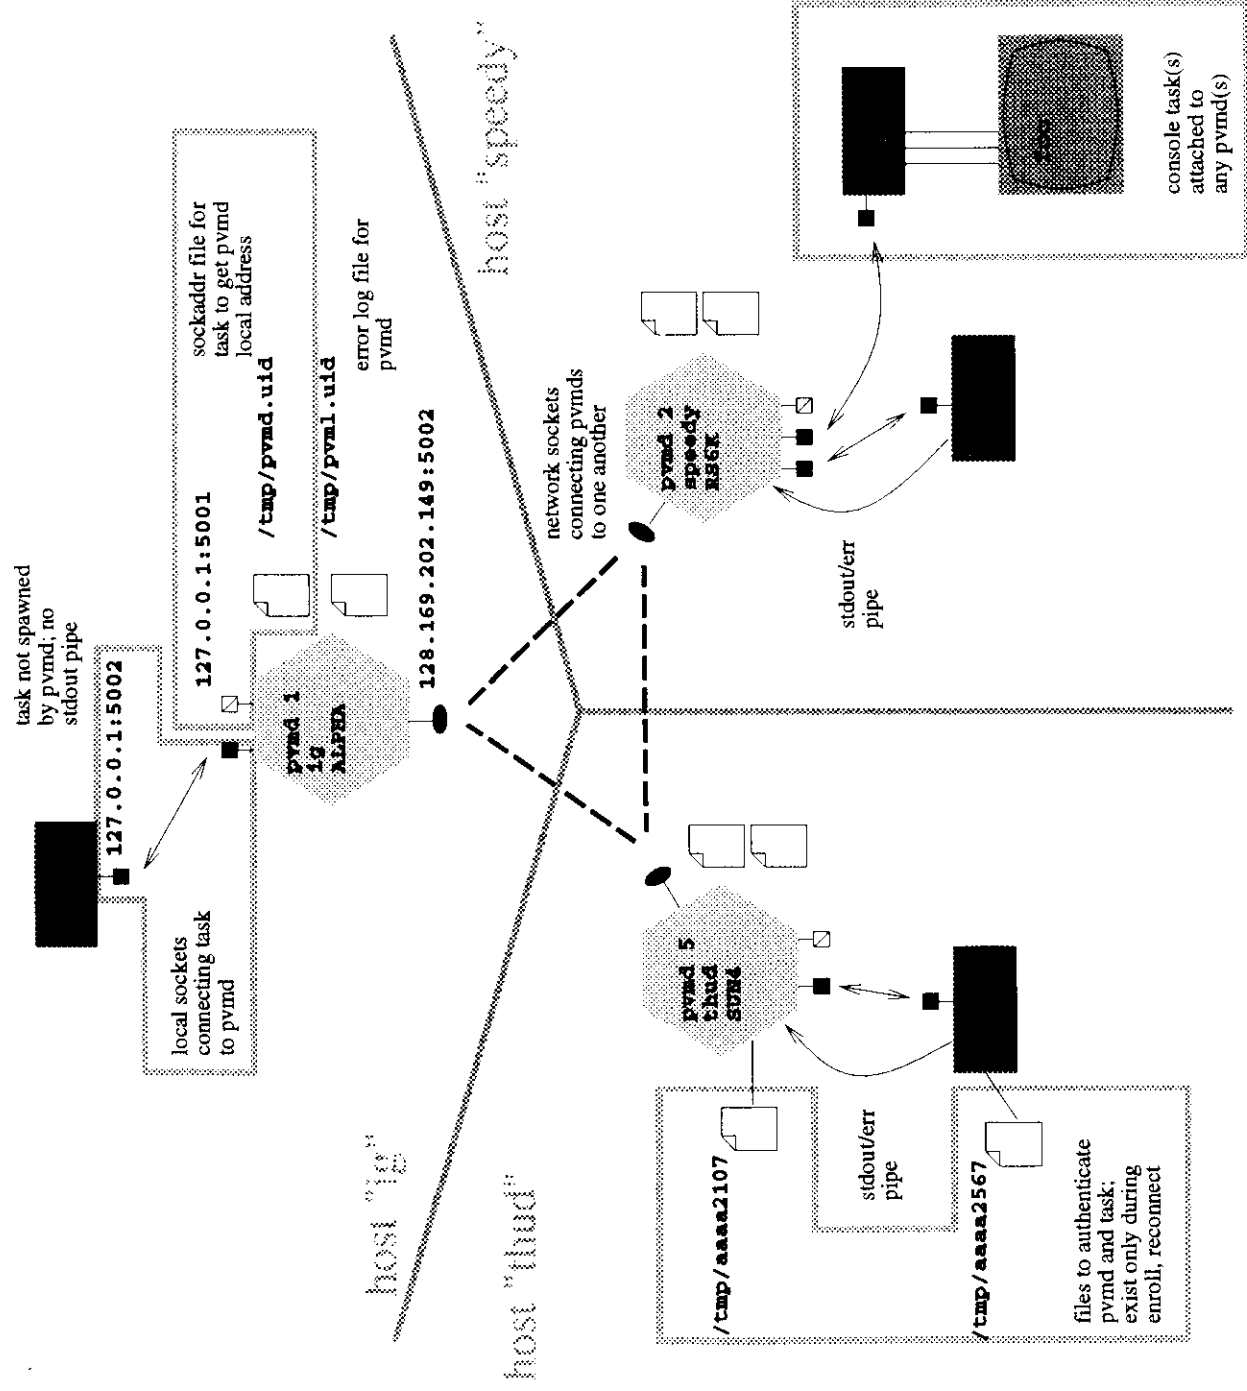 host "ig"
local sockets
connecting task
to pvmd
127.0.0.1:5002
task not spawned
by pvmd; no
stdout pipe
pvmd 1
ig
ALPHA
127.0.0.1:5001
sockaddr file for
task to get pvmd
local address
/tmp/pvmd.uid
/tmp/pvml.uid
error log file for
pvmd
128.169.202.149:5002
host "thud"
/tmp/aaaa2107
pvmd 5
thud
SUN4
stdout/err
pipe
/tmp/aaaa2567
files to authenticate
pvmd and task;
exist only during
enroll, reconnect
host "speedy"
network sockets
connecting pvmds
to one another
pvmd 2
speedy
RS6K
stdout/err
pipe
console task(s)
attached to
any pvmd(s)